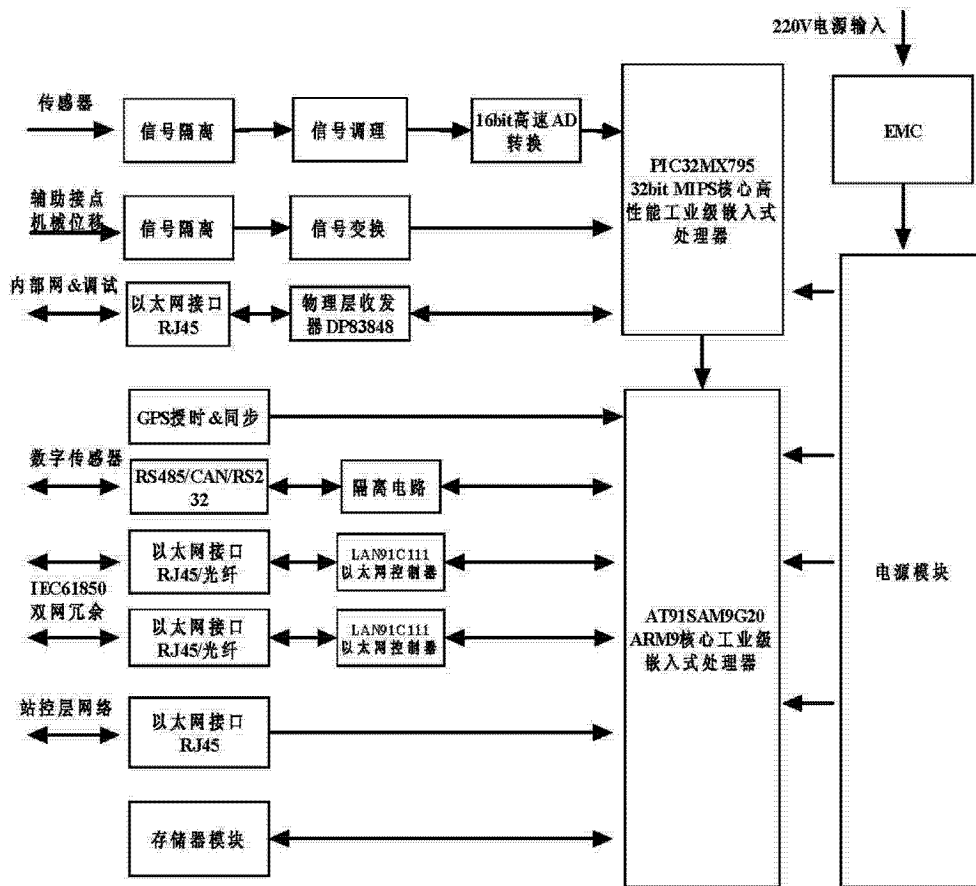 220V电源输入
EMC
传感器
信号隔离
信号调理
16bit高速AD
转换
PIC32MX795
32bit MIPS核心高
性能工业级嵌入式
处理器
辅助接点
机械位移
信号隔离
信号变换
内部网&调试
以太网接口
RJ45
物理层收发
器DP83848
GPS授时&同步
数字传感器
RS485/CAN/RS2
32
隔离电路
以太网接口
RJ45/光纤
LAN91C111
以太网控制器
IEC61850
双网冗余
以太网接口
RJ45/光纤
LAN91C111
以太网控制器
AT91SAM9G20
ARM9核心工业级
嵌入式处理器
电源模块
站控层网络
以太网接口
RJ45
存储器模块